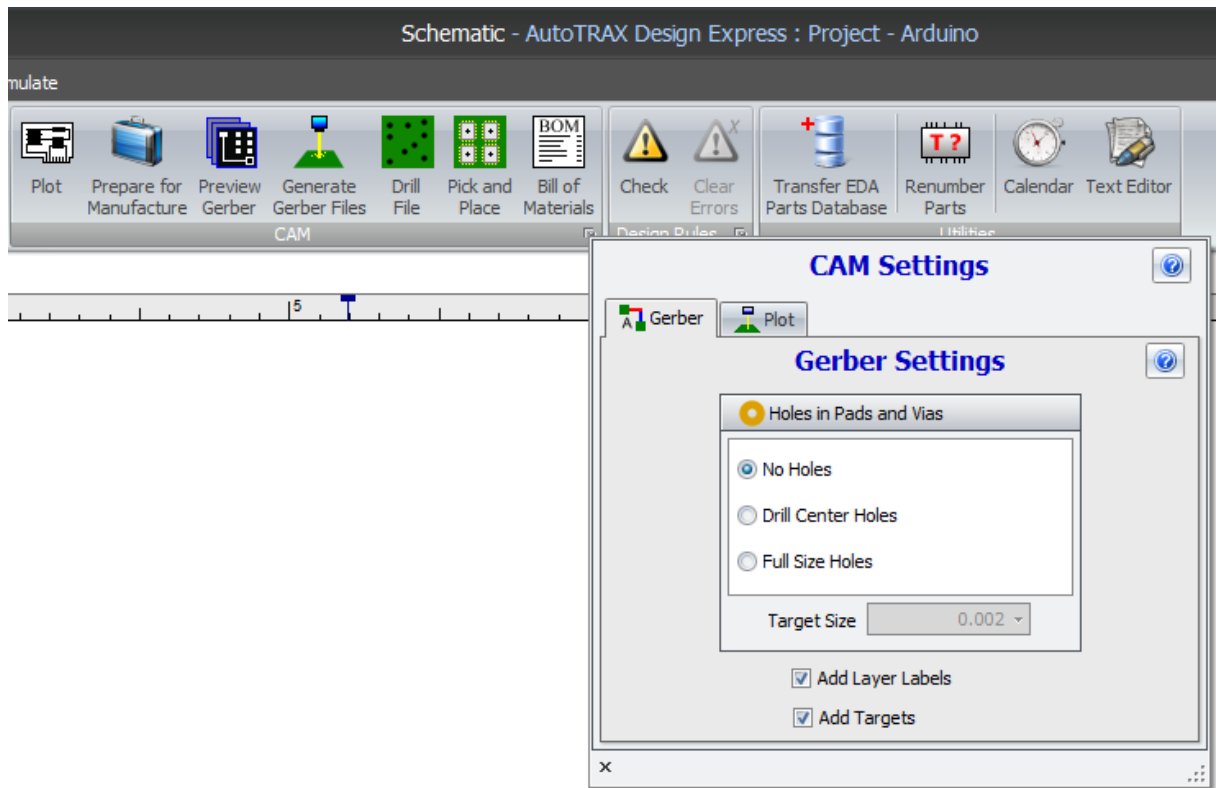 Schematic - AutoTRAX Design Express : Project - Arduino
mulate
Plot
Prepare for
Manufacture
Preview
Gerber
Generate
Gerber Files
Drill
File
Pick and
Place
BOM
Bill of
Materials
Check
X
Clear
Errors
Transfer EDA
Parts Database
T ?
Renumber
Parts
Calendar
Text Editor
CAM
Design Rules
Utilities
5
CAM Settings
?
A
Gerber
Plot
Gerber Settings
?
Holes in Pads and Vias
No Holes
Drill Center Holes
Full Size Holes
Target Size 0.002
Add Layer Labels
Add Targets
x